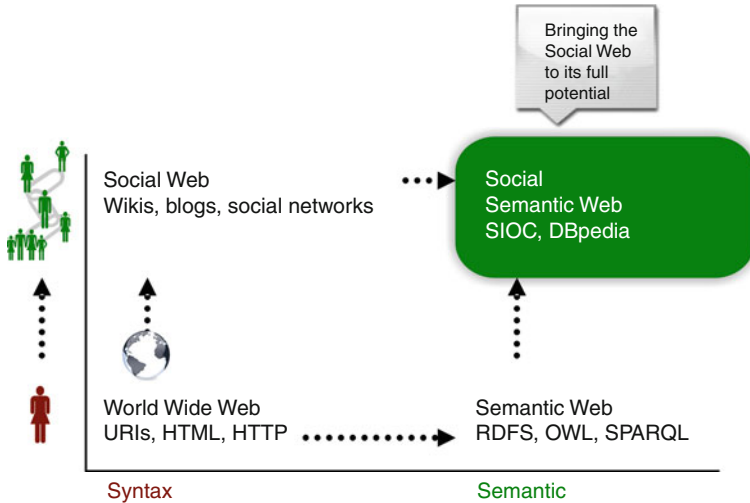 Bringing the
Social Web
to its full
potential
Social Web
Wikis, blogs, social networks
Social
Semantic Web
SIOC, DBpedia
World Wide Web
URIs, HTML, HTTP
Semantic Web
RDFS, OWL, SPARQL
Syntax
Semantic